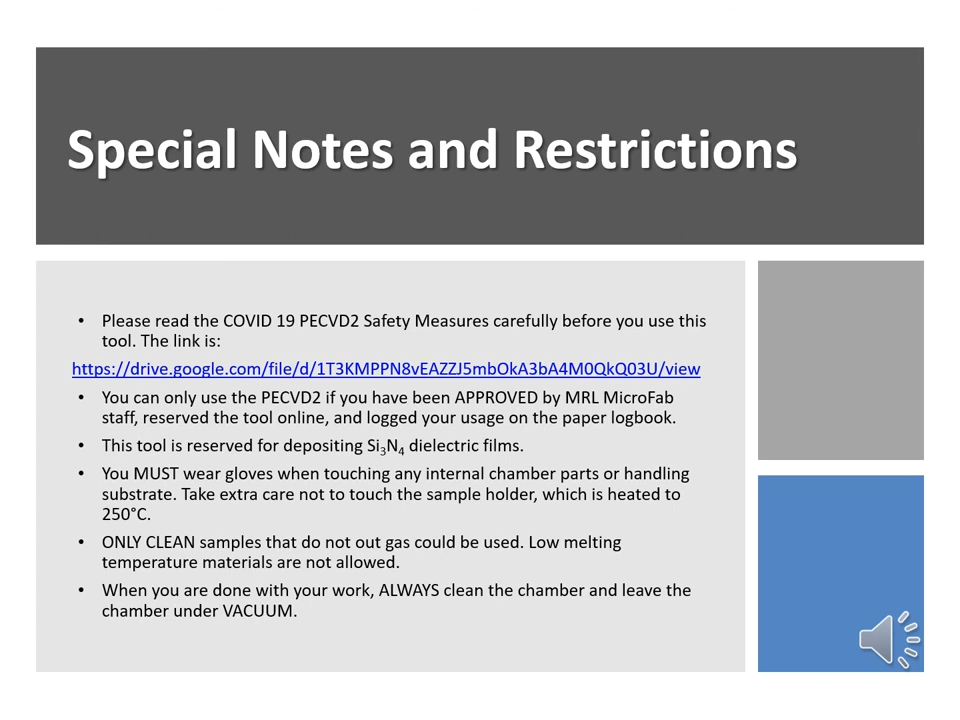 Special Notes and Restrictions
• Please read the COVID 19 PECVD2 Safety Measures carefully before you use this
tool. The link is:
https://drive.google.com/file/d/1T3KMPPN8vEAZZJ5mbOkA3bA4M0QkQ03U/view
• You can only use the PECVD2 if you have been APPROVED by MRL MicroFab
staff, reserved the tool online, and logged your usage on the paper logbook.
• This tool is reserved for depositing Si₃N₄ dielectric films.
• You MUST wear gloves when touching any internal chamber parts or handling
substrate. Take extra care not to touch the sample holder, which is heated to
250°C.
• ONLY CLEAN samples that do not out gas could be used. Low melting
temperature materials are not allowed.
• When you are done with your work, ALWAYS clean the chamber and leave the
chamber under VACUUM.